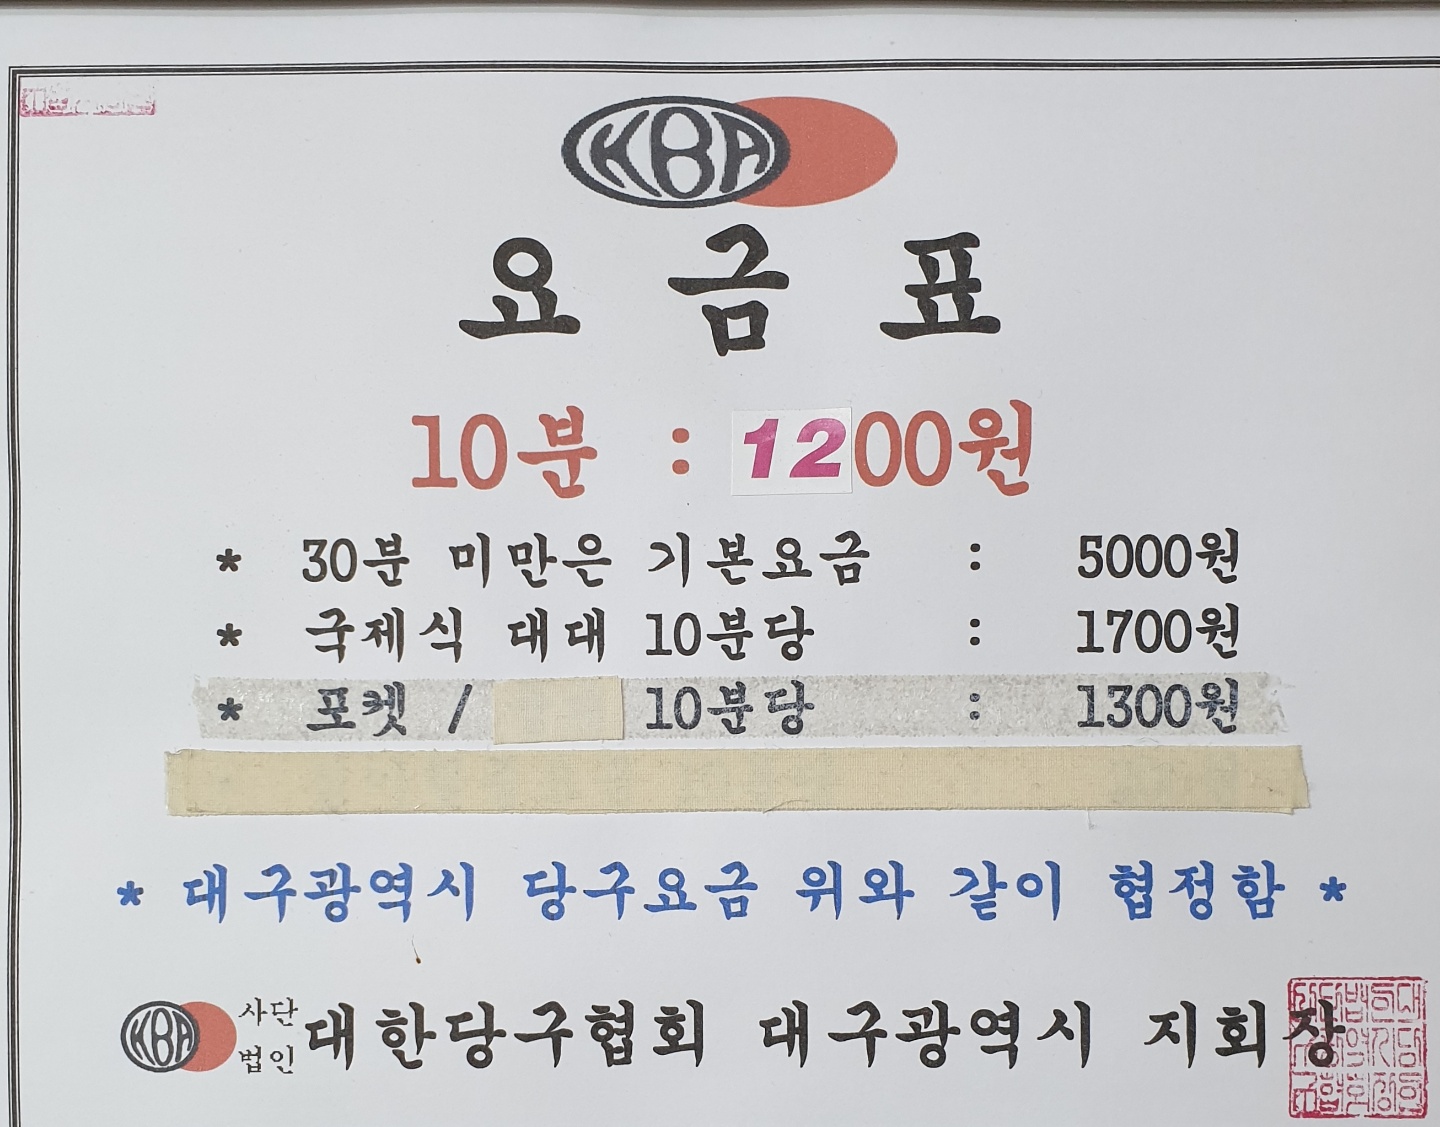 KBA
요금표
10분 : 1200원
* 30분 미만은 기본요금 : 5000원
* 국제식 대대 10분당 : 1700원
* 포켓 / 10분당 : 1300원
* 대구광역시 당구요금 위와 같이 협정함 *
KBA 사단법인 대한당구협회 대구광역시 지회장